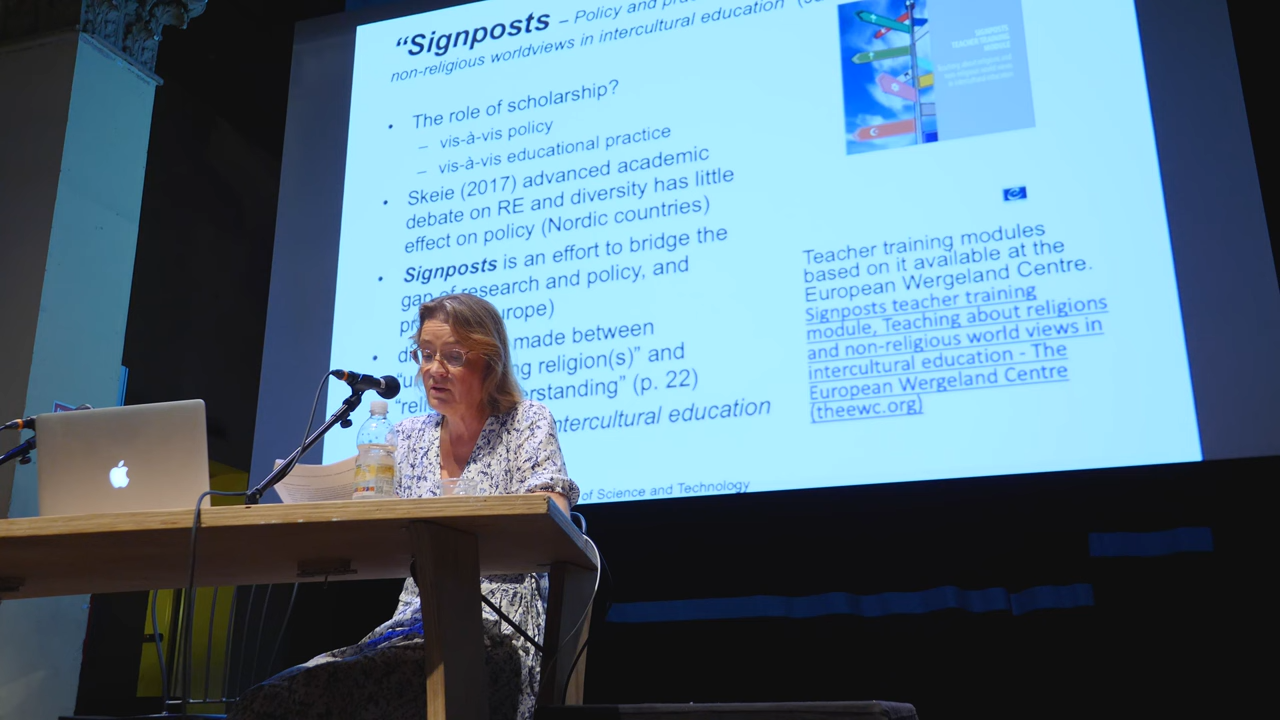 “Signposts – Policy and
non-religious worldviews in intercultural education
• The role of scholarship?
– vis-à-vis policy
– vis-à-vis educational practice
• Skeie (2017) advanced academic
debate on RE and diversity has little
effect on policy (Nordic countries)
• Signposts is an effort to bridge the
gap of research and policy, and
made between
religion(s)” and
(p. 22)
intercultural education
of Science and Technology
SIGNPOSTS
TEACHER TRAINING
MODULE
Teacher training modules
based on it available at the
European Wergeland Centre.
Signposts teacher training
module, Teaching about religions
and non-religious world views in
intercultural education - The
European Wergeland Centre
(theewc.org)